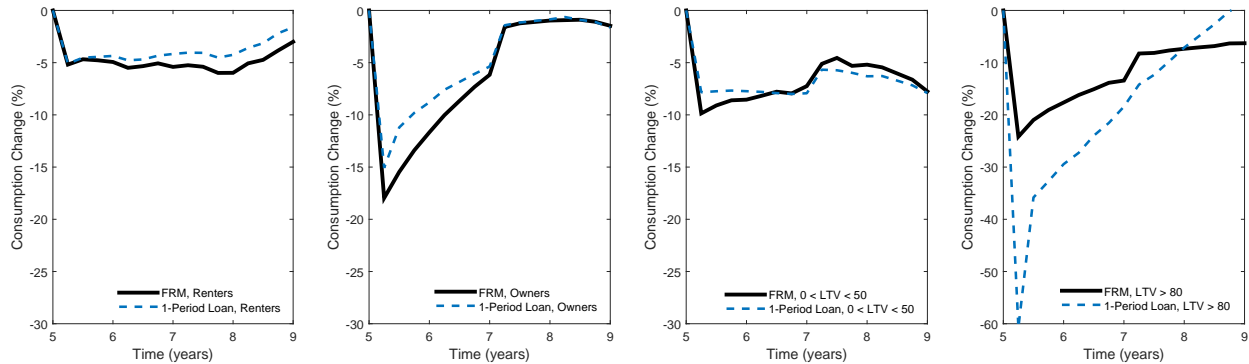 0
-5
-10
-15
-20
-25
-30
Consumption Change (%)
FRM, Renters
1-Period Loan, Renters
5 6 7 8 9
Time (years)
0
-5
-10
-15
-20
-25
-30
Consumption Change (%)
FRM, Owners
1-Period Loan, Owners
5 6 7 8 9
Time (years)
0
-5
-10
-15
-20
-25
-30
Consumption Change (%)
FRM, 0 < LTV < 50
1-Period Loan, 0 < LTV < 50
5 6 7 8 9
Time (years)
0
-10
-20
-30
-40
-50
-60
Consumption Change (%)
FRM, LTV > 80
1-Period Loan, LTV > 80
5 6 7 8 9
Time (years)